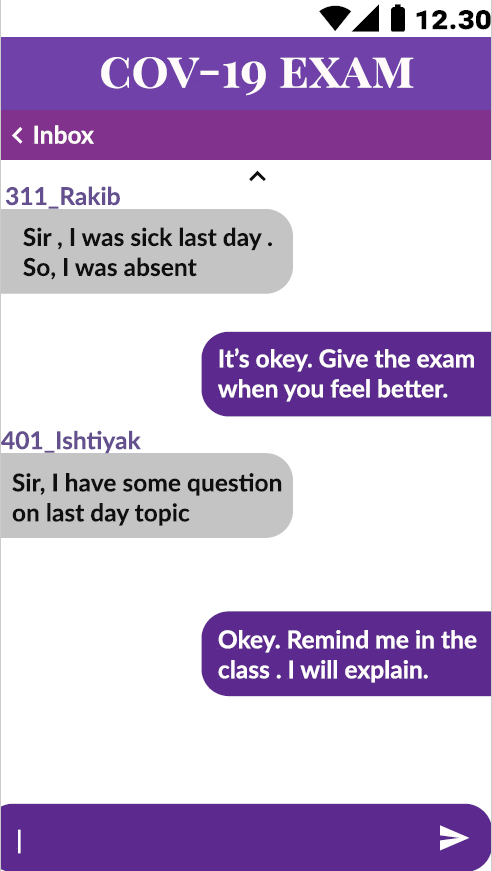 12.30
COV-19 EXAM
< Inbox
311_Rakib
Sir , I was sick last day .
So, I was absent
It's okey. Give the exam
when you feel better.
401_Ishtiyak
Sir, I have some question
on last day topic
Okey. Remind me in the
class . I will explain.